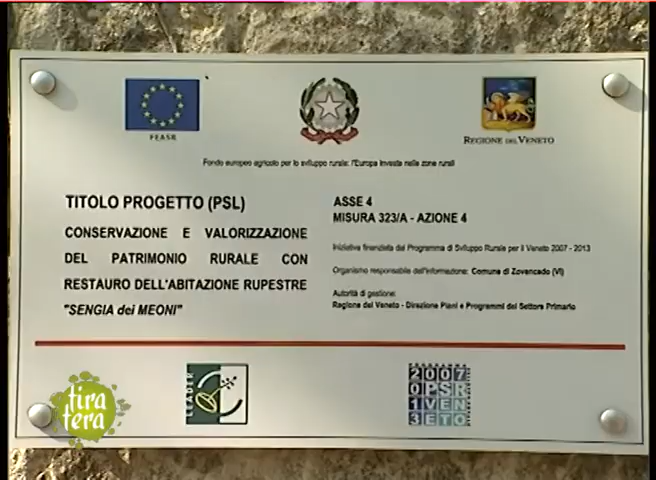 FEASR
REGIONE DEL VENETO
Fondo europeo agricolo per lo sviluppo rurale: l'Europa investe nelle zone rurali
TITOLO PROGETTO (PSL)
CONSERVAZIONE E VALORIZZAZIONE
DEL PATRIMONIO RURALE CON
RESTAURO DELL'ABITAZIONE RUPESTRE
"SENGIA dei MEONI"
ASSE 4
MISURA 323/A - AZIONE 4
Iniziativa finanziata dal Programma di Sviluppo Rurale per il Veneto 2007 - 2013
Organismo responsabile dell'informazione: Comune di Zovencedo (VI)
Autorità di gestione:
Regione del Veneto - Direzione Piani e Programmi del Settore Primario
tira
tera
LEADER
2007
0PSR
1VEN
3ETO